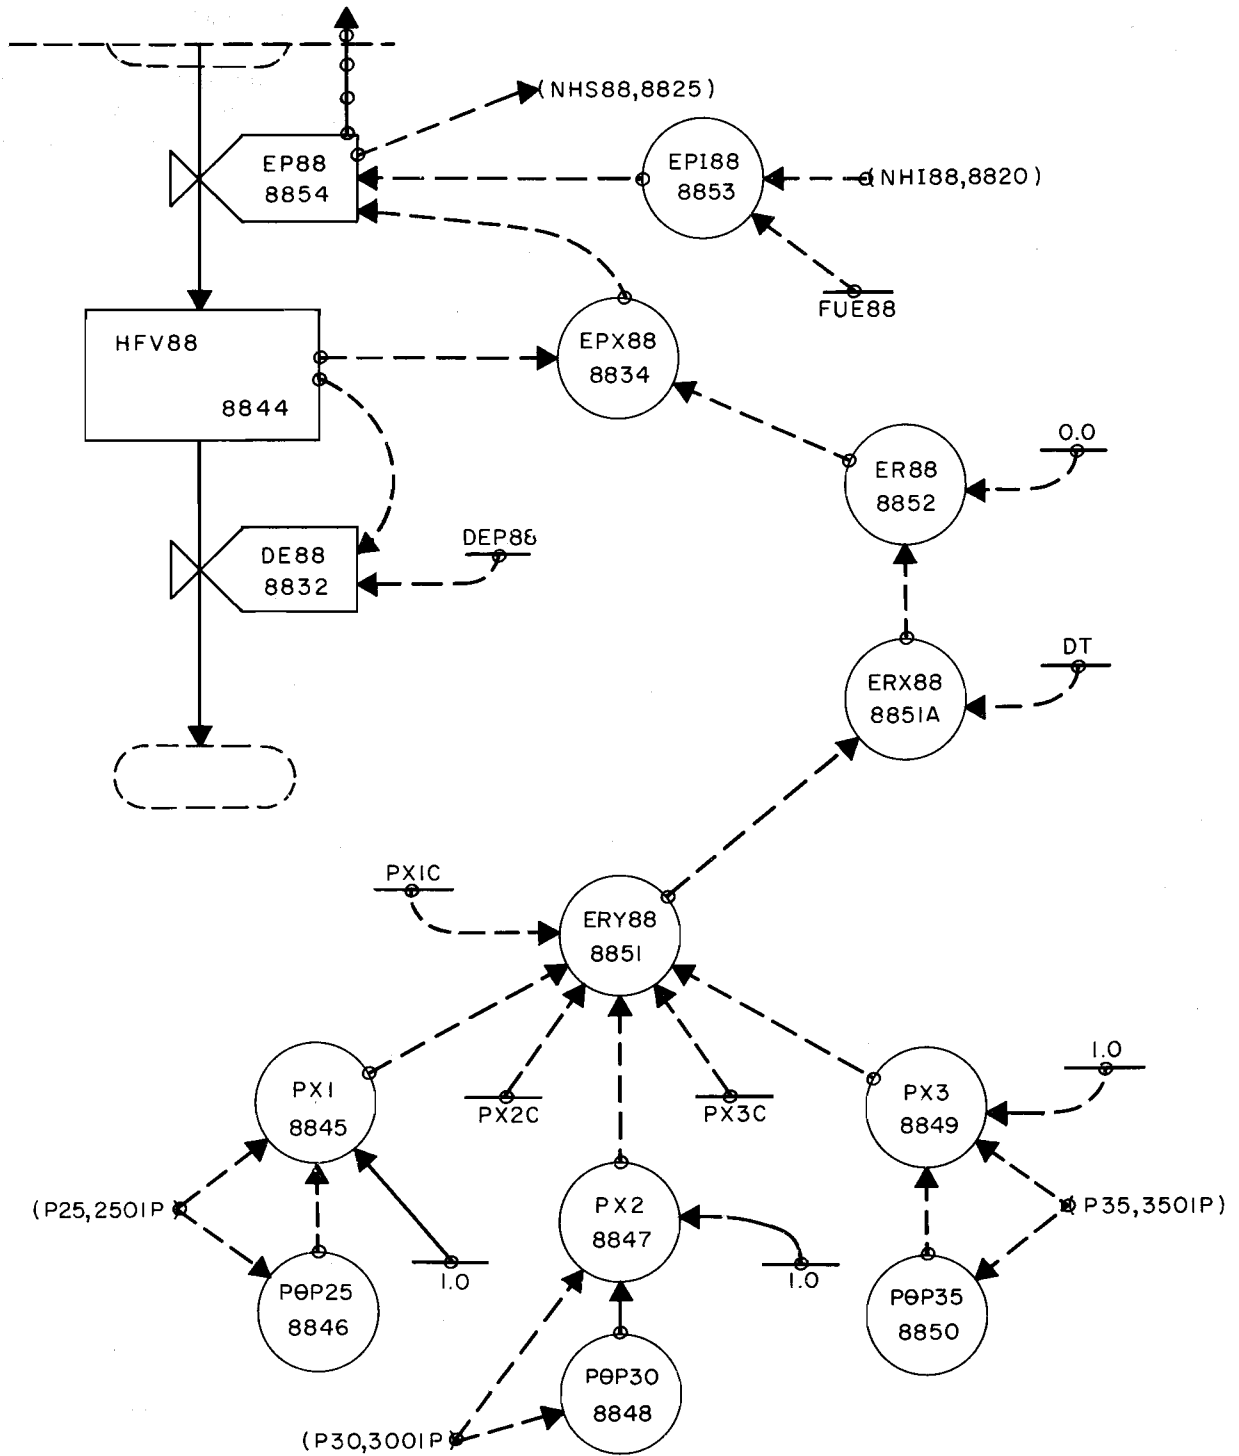 (NHS88,8825)
EP88
8854
EPI88
8853
(NHI88,8820)
FUE88
HFV88
8844
EPX88
8834
0.0
ER88
8852
DEP88
DE88
8832
DT
ERX88
8851A
PX1C
ERY88
8851
1.0
PX1
8845
PX2C
PX3C
PX3
8849
(P25,2501P)
PX2
8847
(P35,3501P)
1.0
1.0
PθP25
8846
PθP35
8850
PθP30
8848
(P30,3001P)